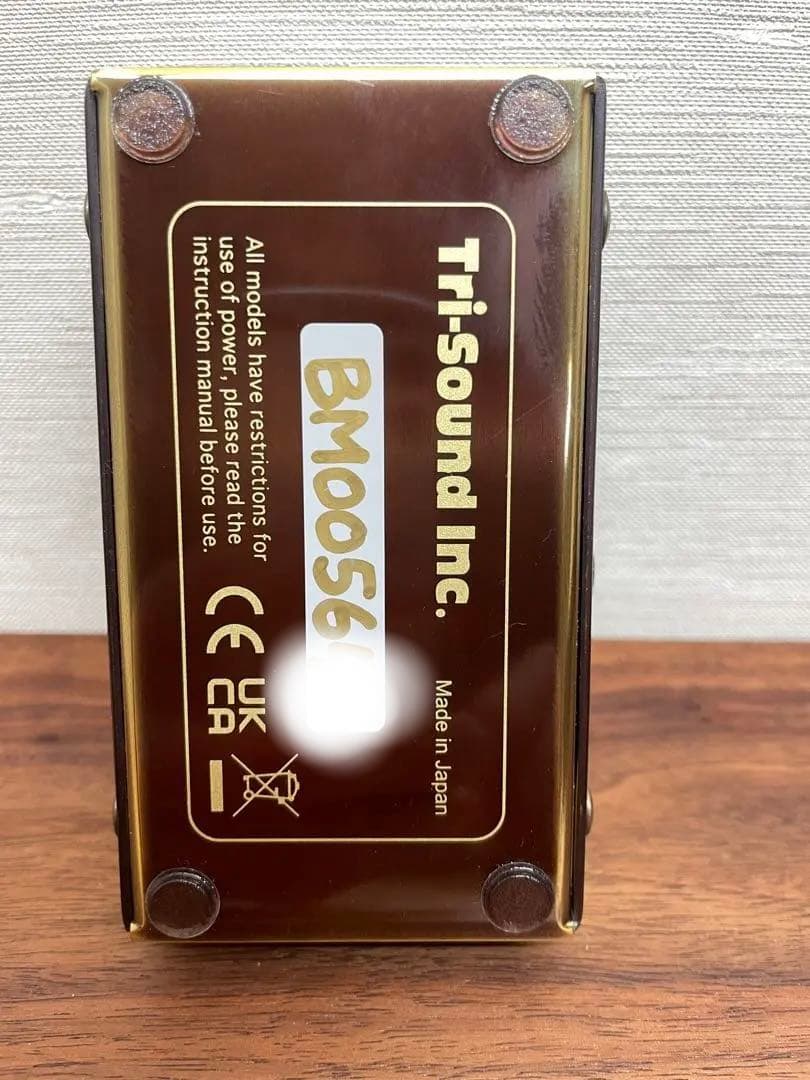 Tri-Sound Inc. Made in Japan
BM0056
All models have restrictions for
use of power, please read the
instruction manual before use.
CE
UK
CA